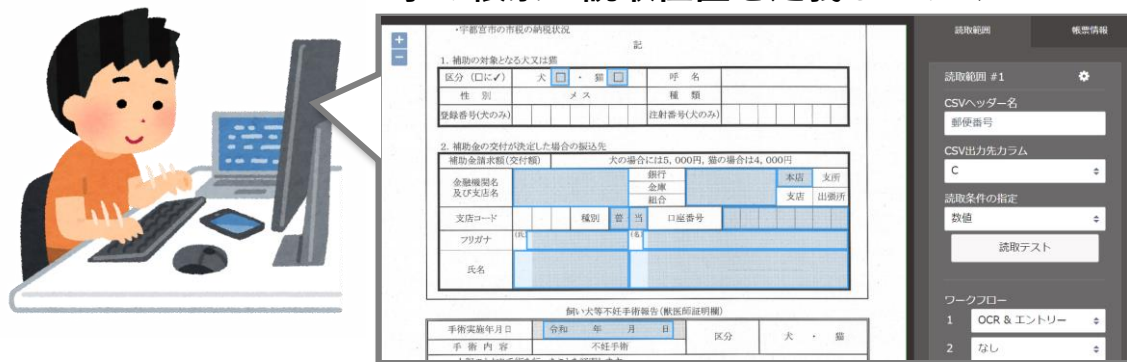 ・宇都宮市の市税の納税状況
記
1. 補助の対象となる犬又は猫
区分(口に✓) 犬 □ ・ 猫 □ 呼 名
性 別 メ ス 種 類
登録番号(犬のみ) 注射番号(犬のみ)
2. 補助金の交付が決定した場合の振込先
補助金請求額(交付額) 犬の場合には5,000円,猫の場合は4,000円
金融機関名 銀行 本店 支所
及び支店名 金庫
組合 支店 出張所
支店コード 種別 普 当 口座番号
フリガナ (氏) (名)
氏名
飼い犬等不妊手術報告(獣医師証明欄)
手術実施年月日 令和 年 月 日 区分 犬 ・ 猫
手 術 内 容 不妊手術
読取範囲 帳票情報
読取範囲 #1
CSVヘッダー名
郵便番号
CSV出力先カラム
C
読取条件の指定
数値
読取テスト
ワークフロー
1 OCR & エントリー
2 なし